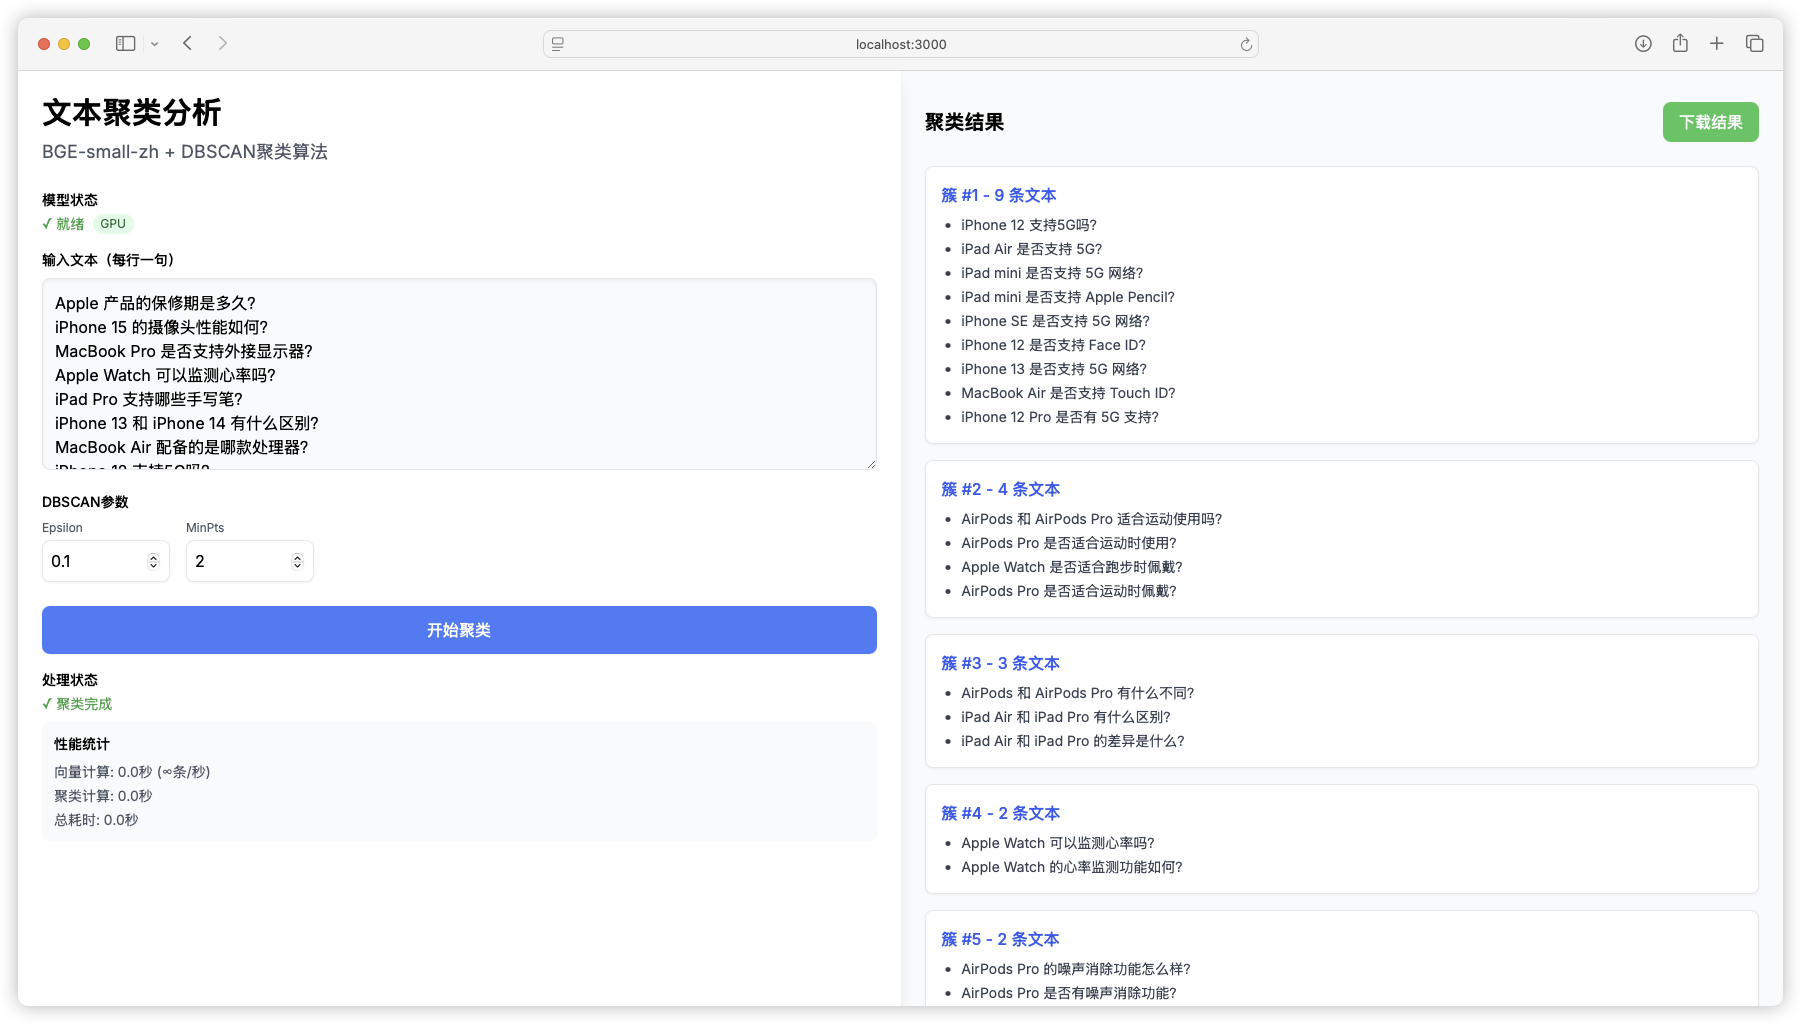 localhost:3000
文本聚类分析
BGE-small-zh + DBSCAN聚类算法
模型状态
✓ 就绪 GPU
输入文本（每行一句）
Apple 产品的保修期是多久?
iPhone 15 的摄像头性能如何?
MacBook Pro 是否支持外接显示器?
Apple Watch 可以监测心率吗?
iPad Pro 支持哪些手写笔?
iPhone 13 和 iPhone 14 有什么区别?
MacBook Air 配备的是哪款处理器?
iPhone 12 支持5G吗?
DBSCAN参数
Epsilon MinPts
0.1 2
开始聚类
处理状态
✓ 聚类完成
性能统计
向量计算: 0.0秒 (∞条/秒)
聚类计算: 0.0秒
总耗时: 0.0秒
聚类结果
下载结果
簇 #1 - 9 条文本
• iPhone 12 支持5G吗?
• iPad Air 是否支持 5G?
• iPad mini 是否支持 5G 网络?
• iPad mini 是否支持 Apple Pencil?
• iPhone SE 是否支持 5G 网络?
• iPhone 12 是否支持 Face ID?
• iPhone 13 是否支持 5G 网络?
• MacBook Air 是否支持 Touch ID?
• iPhone 12 Pro 是否有 5G 支持?
簇 #2 - 4 条文本
• AirPods 和 AirPods Pro 适合运动使用吗?
• AirPods Pro 是否适合运动时使用?
• Apple Watch 是否适合跑步时佩戴?
• AirPods Pro 是否适合运动时佩戴?
簇 #3 - 3 条文本
• AirPods 和 AirPods Pro 有什么不同?
• iPad Air 和 iPad Pro 有什么区别?
• iPad Air 和 iPad Pro 的差异是什么?
簇 #4 - 2 条文本
• Apple Watch 可以监测心率吗?
• Apple Watch 的心率监测功能如何?
簇 #5 - 2 条文本
• AirPods Pro 的噪声消除功能怎么样?
• AirPods Pro 是否有噪声消除功能?